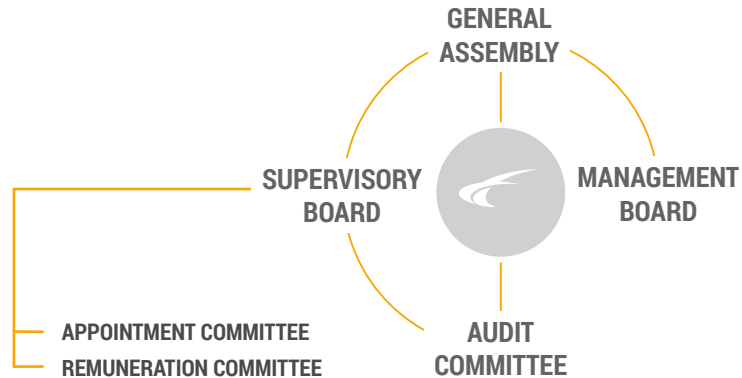 GENERAL
ASSEMBLY
SUPERVISORY
BOARD
MANAGEMENT
BOARD
AUDIT
COMMITTEE
APPOINTMENT COMMITTEE
REMUNERATION COMMITTEE